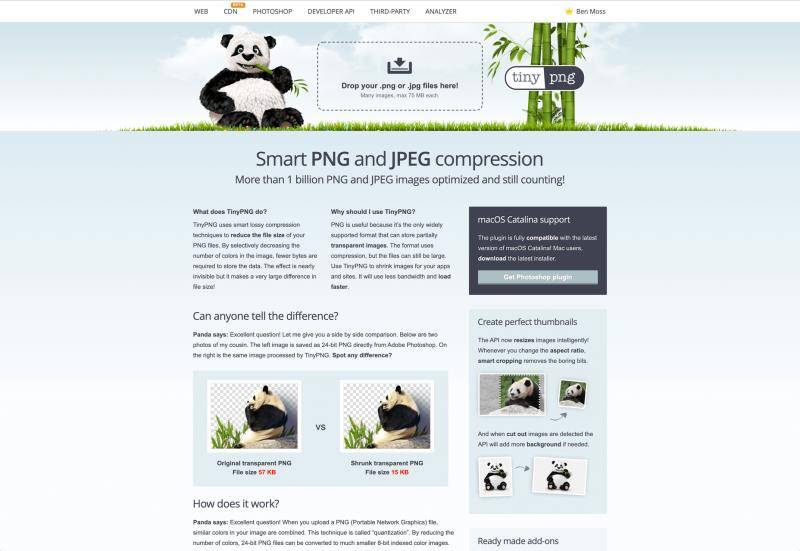 WEB CDN BETA PHOTOSHOP DEVELOPER API THIRD-PARTY ANALYZER Ben Moss
Drop your .png or .jpg files here!
Many images, max 75 MB each
tiny png
Smart PNG and JPEG compression
More than 1 billion PNG and JPEG images optimized and still counting!
What does TinyPNG do?
TinyPNG uses smart lossy compression
techniques to reduce the file size of your
PNG files. By selectively decreasing the
number of colors in the image, fewer bytes are
required to store the data. The effect is nearly
invisible but it makes a very large difference in
file size!
Why should I use TinyPNG?
PNG is useful because it's the only widely
supported format that can store partially
transparent images. The format uses
compression, but the files can still be large.
Use TinyPNG to shrink images for your apps
and sites. It will use less bandwidth and load
faster.
macOS Catalina support
The plugin is fully compatible with the latest
version of macOS Catalina! Mac users,
download the latest installer.
Get Photoshop plugin
Can anyone tell the difference?
Panda says: Excellent question! Let me give you a side by side comparison. Below are two
photos of my cousin. The left image is saved as 24-bit PNG directly from Adobe Photoshop. On
the right is the same image processed by TinyPNG. Spot any difference?
VS
Original transparent PNG
File size 57 KB
Shrunk transparent PNG
File size 15 KB
Create perfect thumbnails
The API now resizes images intelligently!
Whenever you change the aspect ratio,
smart cropping removes the boring bits.
And when cut out images are detected the
API will add more background if needed.
How does it work?
Panda says: Excellent question! When you upload a PNG (Portable Network Graphics) file,
similar colors in your image are combined. This technique is called “quantization”. By reducing the
number of colors, 24-bit PNG files can be converted to much smaller 8-bit indexed color images.
Ready made add-ons